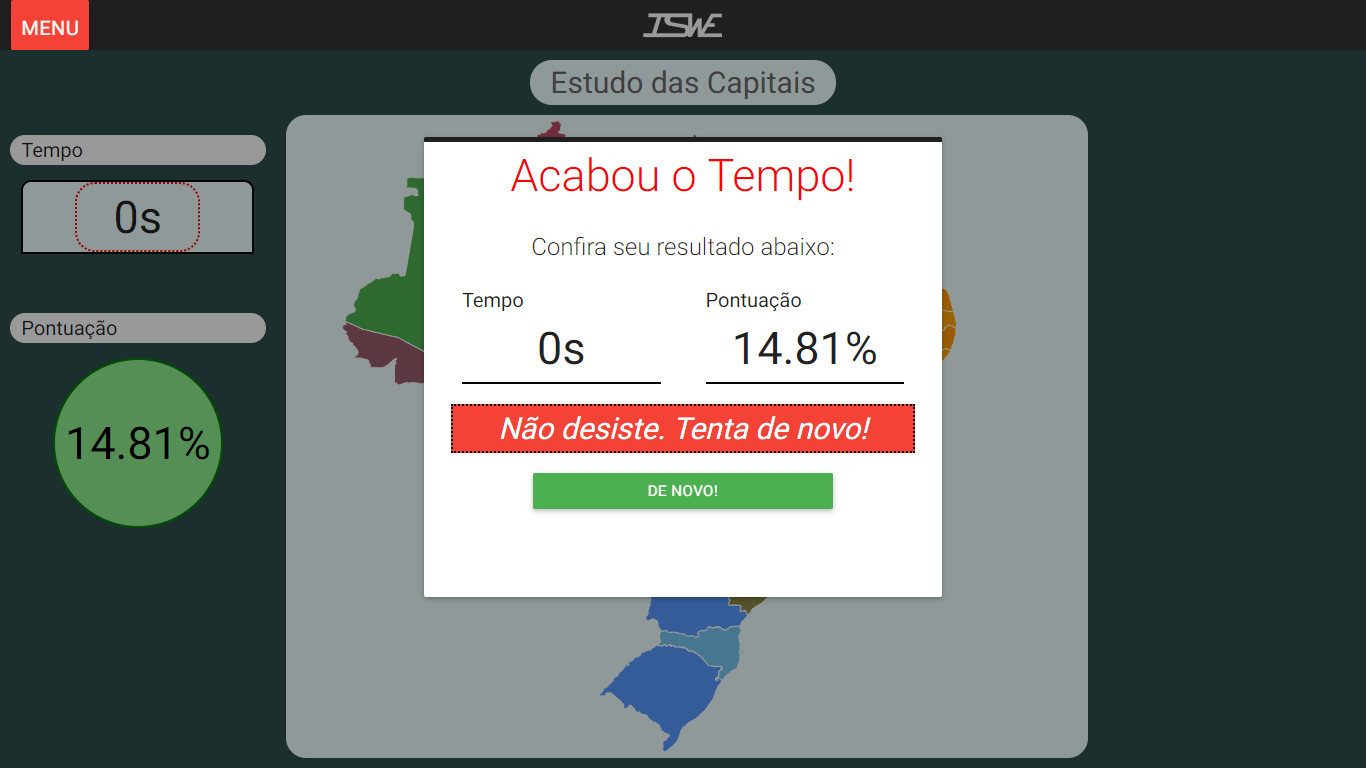 MENU
ISWE
Estudo das Capitais
Tempo
0s
Pontuação
14.81%
Acabou o Tempo!
Confira seu resultado abaixo:
Tempo
Pontuação
0s
14.81%
Não desiste. Tenta de novo!
DE NOVO!